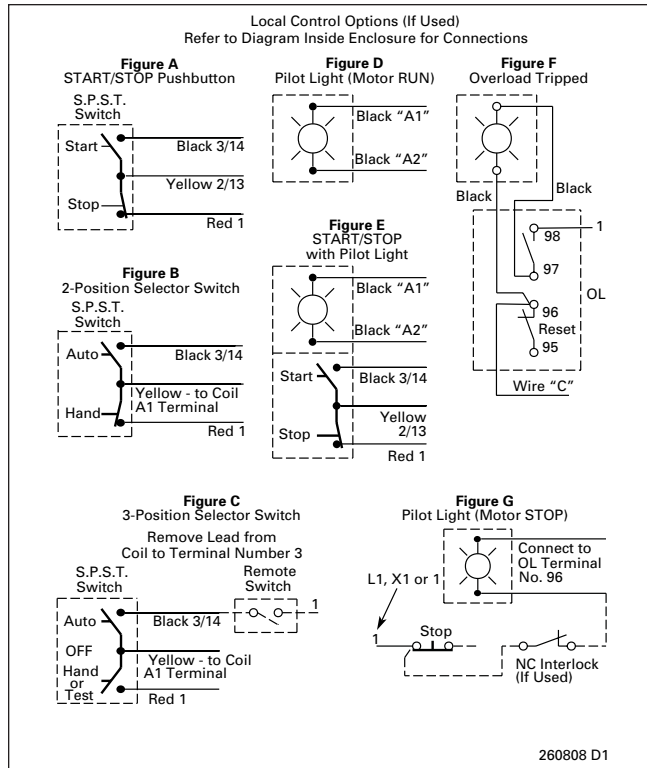 Local Control Options (If Used)
Refer to Diagram Inside Enclosure for Connections
Figure A
START/STOP Pushbutton
S.P.S.T.
Switch
Start
Black 3/14
Yellow 2/13
Stop
Red 1
Figure D
Pilot Light (Motor RUN)
Black "A1"
Black "A2"
Figure F
Overload Tripped
Black
Black
1
98
97
OL
96
Reset
95
Wire "C"
Figure B
2-Position Selector Switch
S.P.S.T.
Switch
Auto
Black 3/14
Yellow - to Coil
A1 Terminal
Hand
Red 1
Figure E
START/STOP
with Pilot Light
Black "A1"
Black "A2"
Start
Black 3/14
Yellow
2/13
Stop
Red 1
Figure C
3-Position Selector Switch
Remove Lead from
Coil to Terminal Number 3
S.P.S.T.
Switch
Remote
Switch
1
Auto
Black 3/14
OFF
Yellow - to Coil
A1 Terminal
Hand
or
Test
Red 1
Figure G
Pilot Light (Motor STOP)
Connect to
OL Terminal
No. 96
L1, X1 or 1
1
Stop
NC Interlock
(If Used)
260808 D1